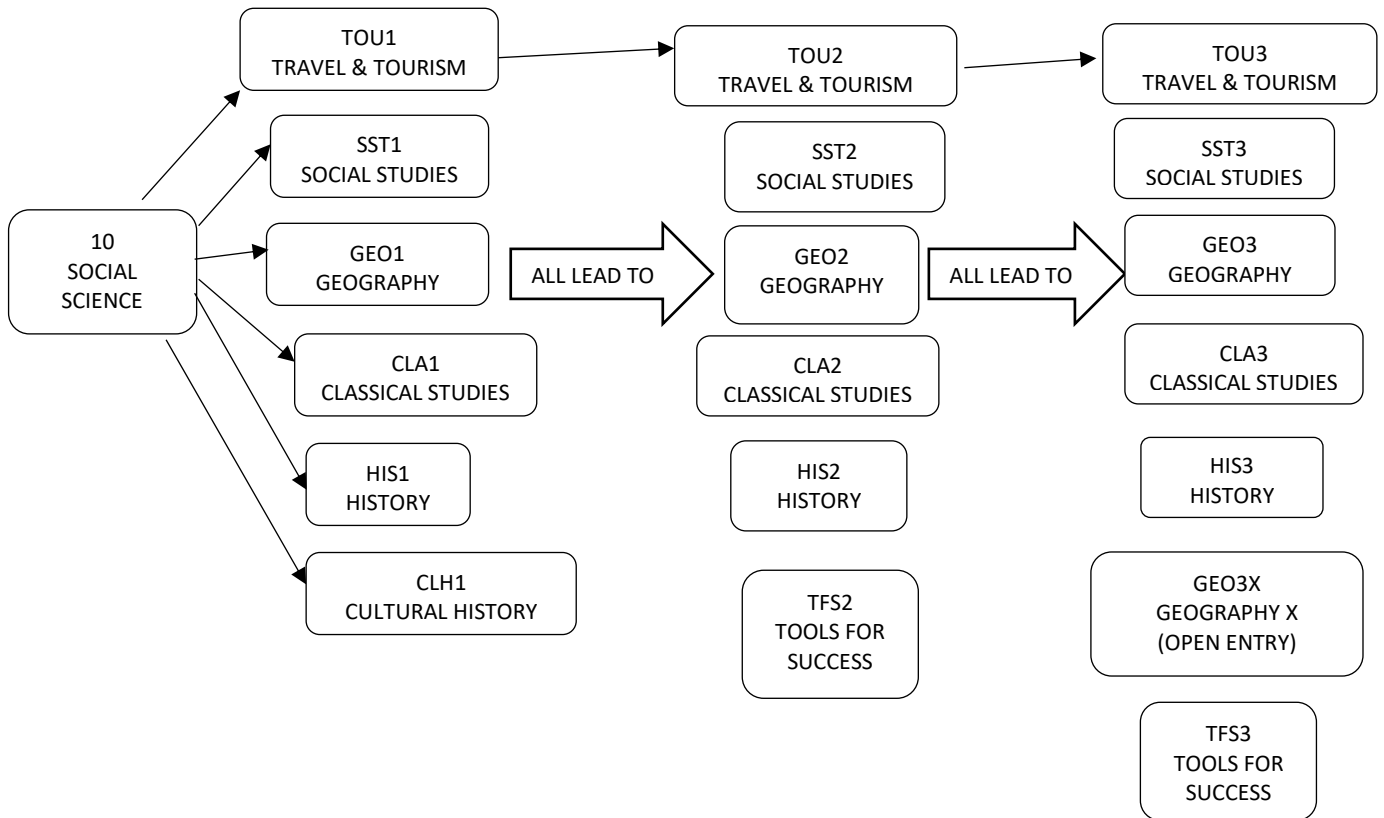 TOU1
TRAVEL & TOURISM
TOU2
TRAVEL & TOURISM
TOU3
TRAVEL & TOURISM
SST1
SOCIAL STUDIES
SST2
SOCIAL STUDIES
SST3
SOCIAL STUDIES
10
SOCIAL
SCIENCE
GEO1
GEOGRAPHY
ALL LEAD TO
GEO2
GEOGRAPHY
ALL LEAD TO
GEO3
GEOGRAPHY
CLA1
CLASSICAL STUDIES
CLA2
CLASSICAL STUDIES
CLA3
CLASSICAL STUDIES
HIS1
HISTORY
HIS2
HISTORY
HIS3
HISTORY
CLH1
CULTURAL HISTORY
TFS2
TOOLS FOR
SUCCESS
GEO3X
GEOGRAPHY X
(OPEN ENTRY)
TFS3
TOOLS FOR
SUCCESS